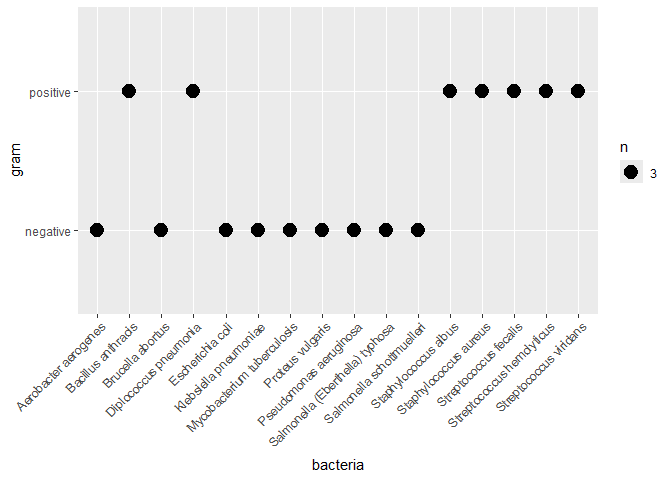 positive
negative
gram
n
3
Aerobacter aerogenes
Bacillus anthracis
Brucella abortus
Diplococcus pneumonia
Escherichia coli
Klebsiella pneumoniae
Mycobacterium tuberculosis
Proteus vulgaris
Pseudomonas aeruginosa
Salmonella (Eberthella) typhosa
Salmonella schottmuelleri
Staphylococcus albus
Staphylococcus aureus
Streptococcus fecalis
Streptococcus hemolyticus
Streptococcus viridans
bacteria